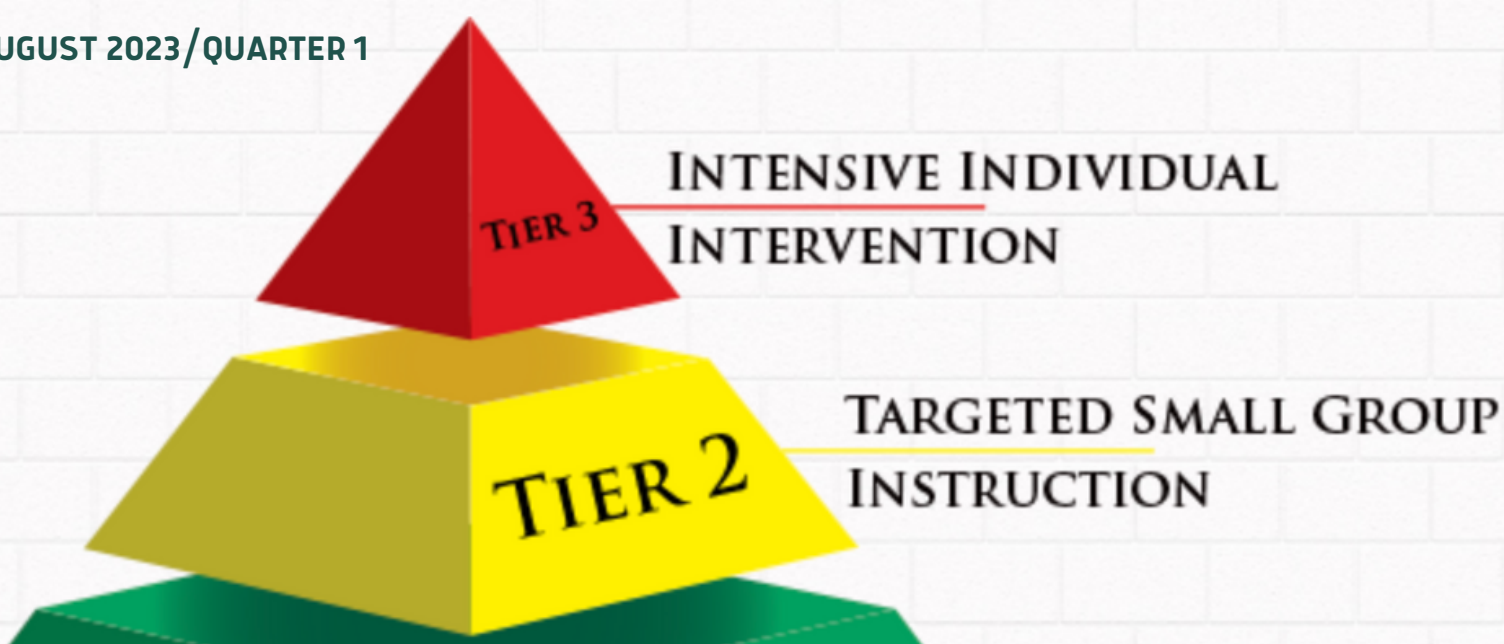 UGUST 2023/QUARTER 1
INTENSIVE INDIVIDUAL
TIER 3
INTERVENTION
TARGETED SMALL GROUP
TIER 2
INSTRUCTION